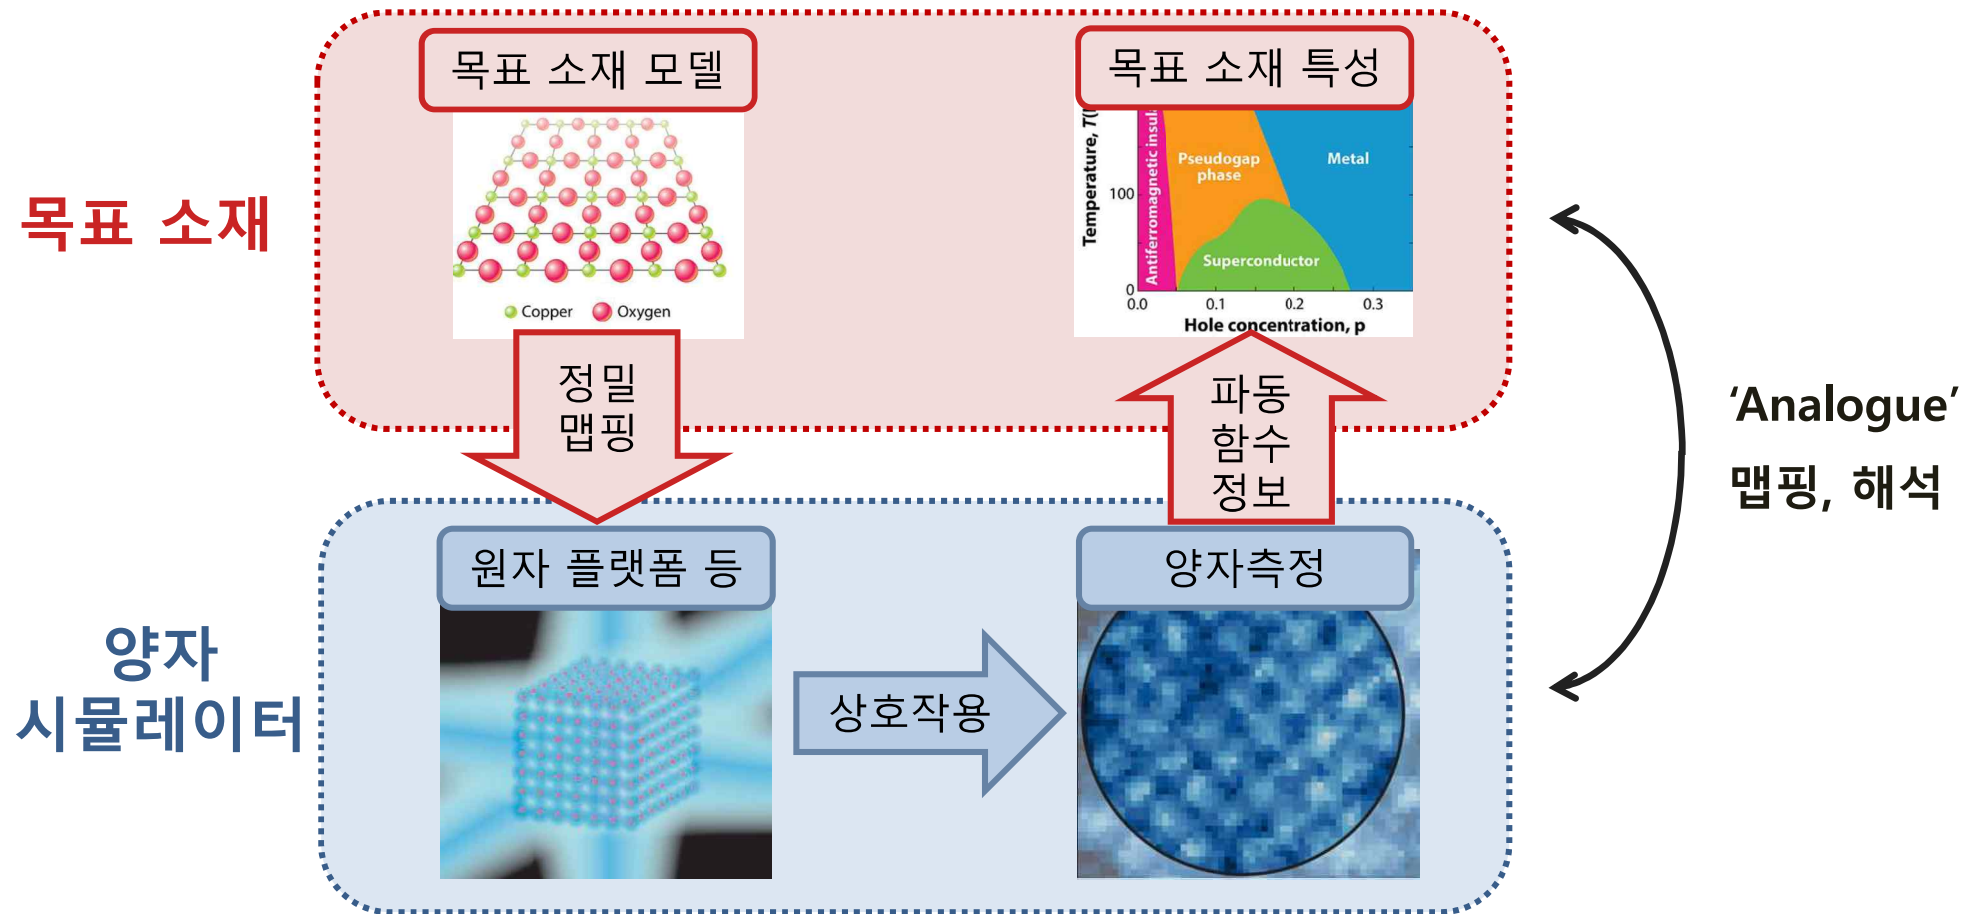 목표 소재 모델
목표 소재 특성
목표 소재
Copper
Oxygen
Temperature,
Antiferromagnetic
Pseudogap
phase
Metal
Superconductor
100
0
0.0
0.1
0.2
0.3
Hole concentration, p
정밀
맵핑
파동
함수
정보
‘Analogue’
맵핑, 해석
양자
시뮬레이터
원자 플랫폼 등
상호작용
양자측정